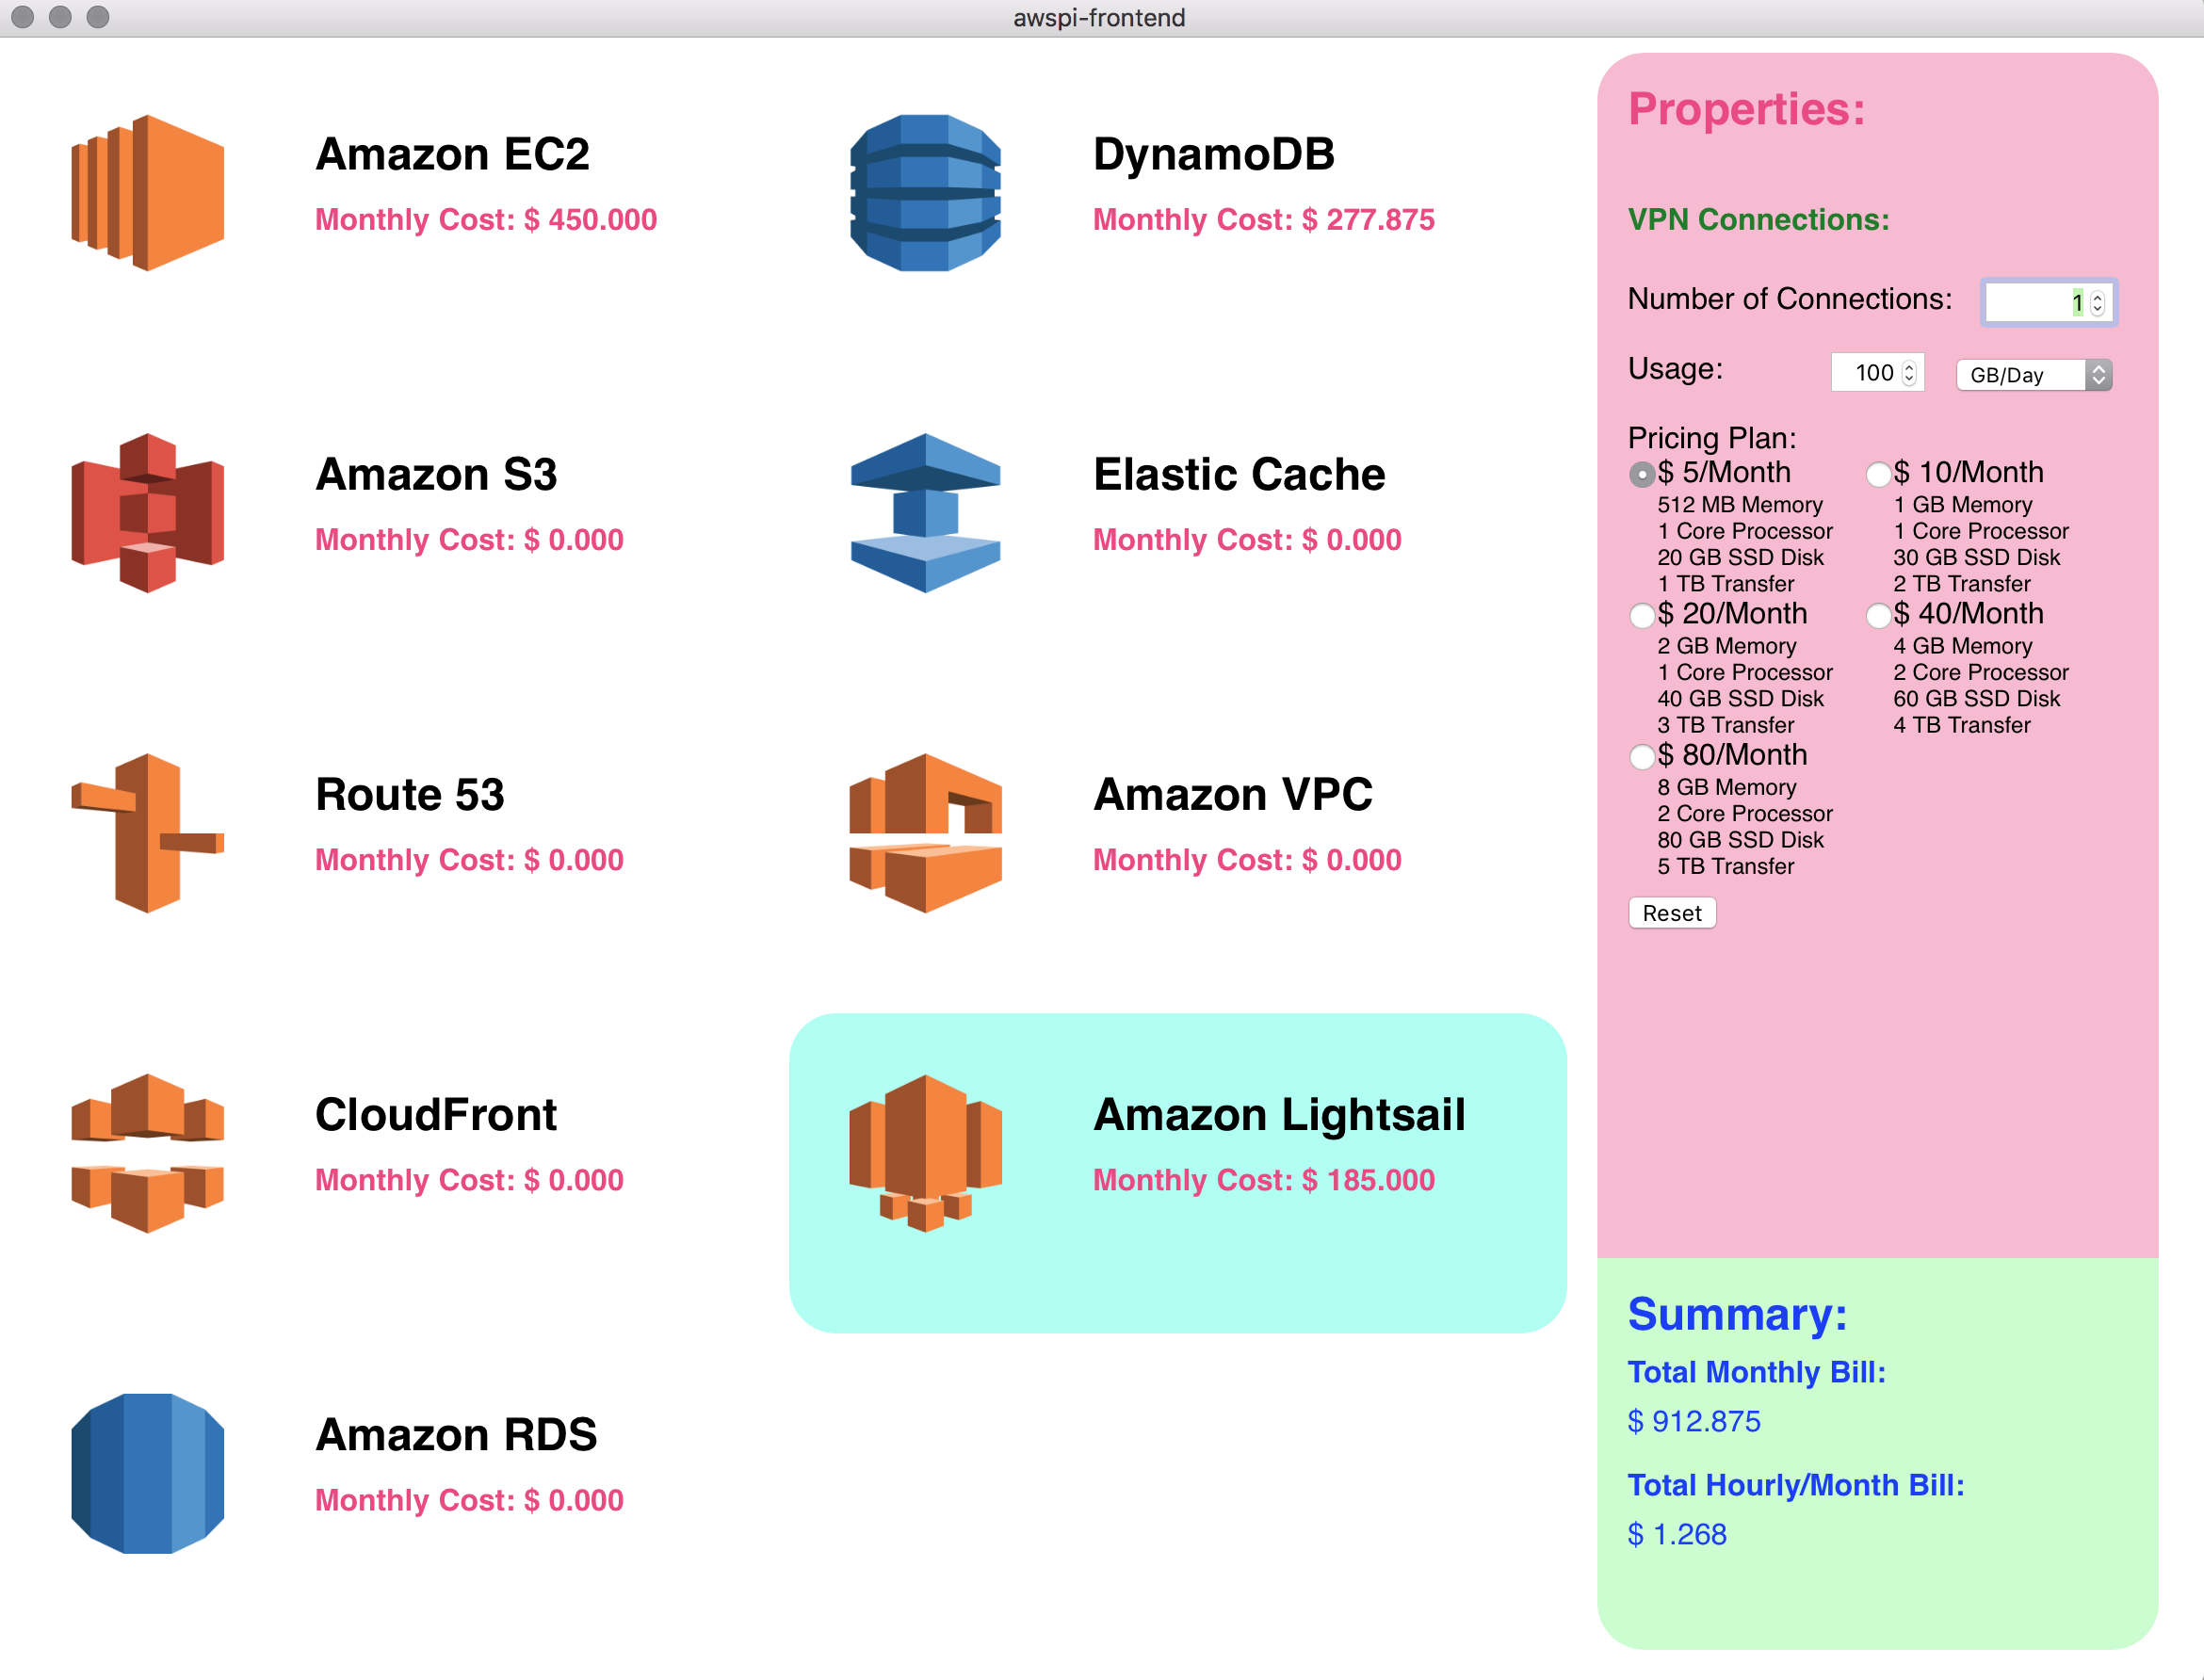 awspi-frontend
Amazon EC2
Monthly Cost: $ 450.000
DynamoDB
Monthly Cost: $ 277.875
Amazon S3
Monthly Cost: $ 0.000
Elastic Cache
Monthly Cost: $ 0.000
Route 53
Monthly Cost: $ 0.000
Amazon VPC
Monthly Cost: $ 0.000
CloudFront
Monthly Cost: $ 0.000
Amazon Lightsail
Monthly Cost: $ 185.000
Amazon RDS
Monthly Cost: $ 0.000
Properties:
VPN Connections:
Number of Connections: 1
Usage: 100 GB/Day
Pricing Plan:
$ 5/Month
512 MB Memory
1 Core Processor
20 GB SSD Disk
1 TB Transfer
$ 10/Month
1 GB Memory
1 Core Processor
30 GB SSD Disk
2 TB Transfer
$ 20/Month
2 GB Memory
1 Core Processor
40 GB SSD Disk
3 TB Transfer
$ 40/Month
4 GB Memory
2 Core Processor
60 GB SSD Disk
4 TB Transfer
$ 80/Month
8 GB Memory
2 Core Processor
80 GB SSD Disk
5 TB Transfer
Reset
Summary:
Total Monthly Bill:
$ 912.875
Total Hourly/Month Bill:
$ 1.268